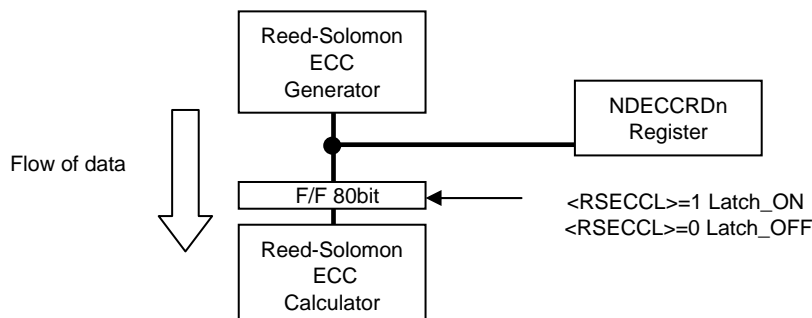 Reed-Solomon
ECC
Generator
NDECCRDn
Register
Flow of data
F/F 80bit
<RSECCL>=1 Latch_ON
<RSECCL>=0 Latch_OFF
Reed-Solomon
ECC
Calculator